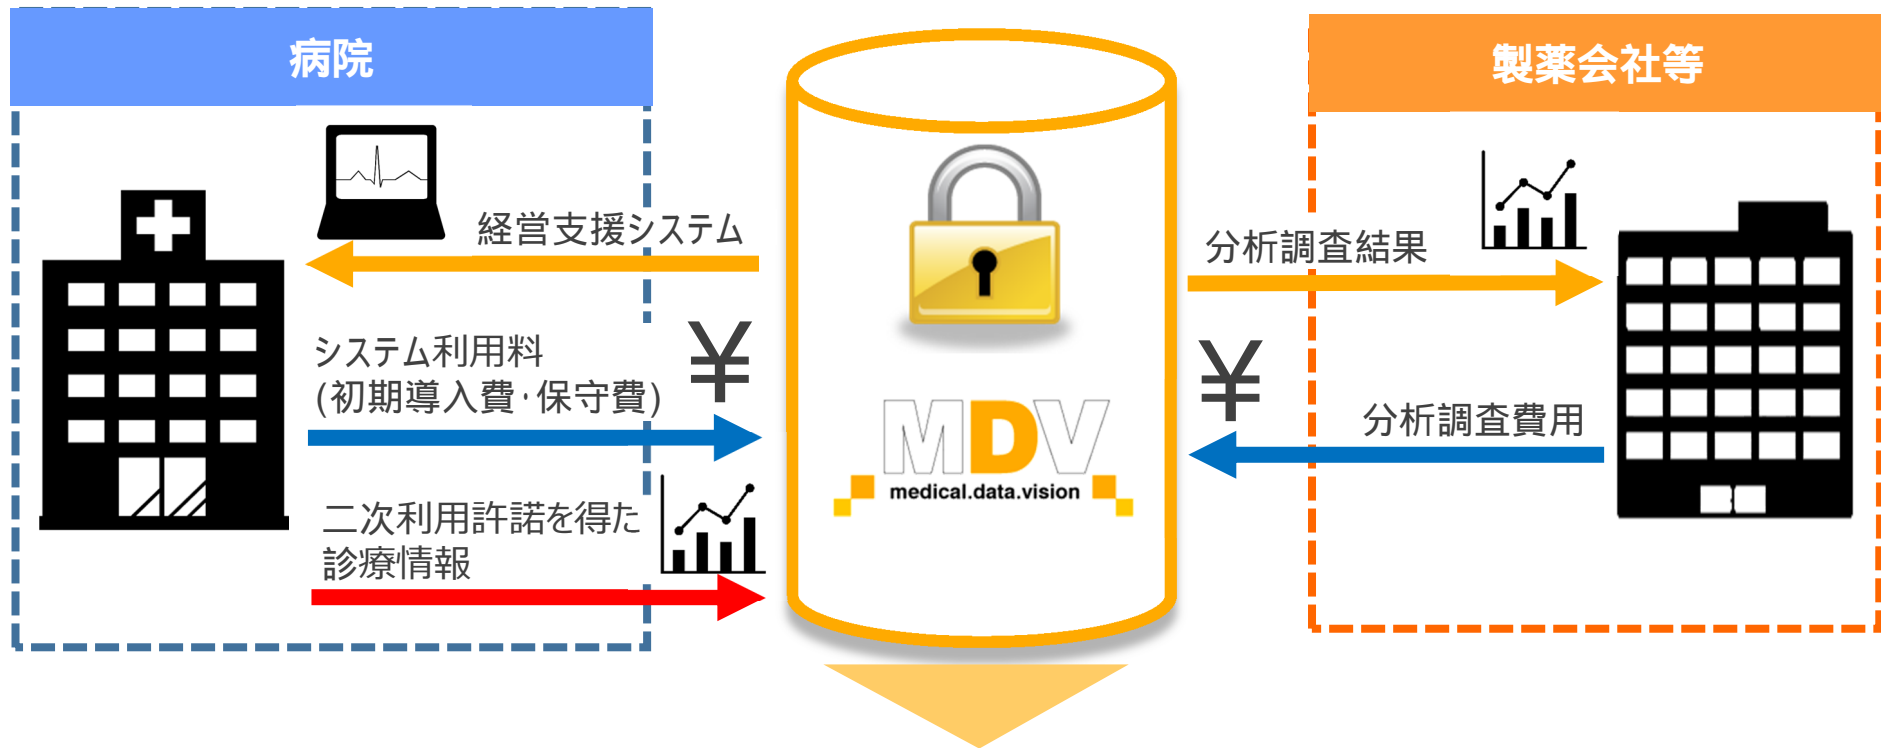 病院
製薬会社等
経営支援システム
分析調査結果
システム利用料
(初期導入費・保守費)
¥
¥
分析調査費用
MDV
medical.data.vision
二次利用許諾を得た
診療情報